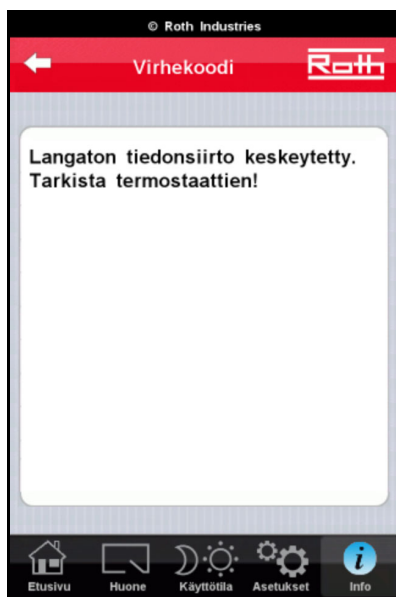 © Roth Industries
Virhekoodi
Roth
Langaton tiedonsiirto keskeytetty.
Tarkista termostaattien!
Etusivu Huone Käyttötila Asetukset Info